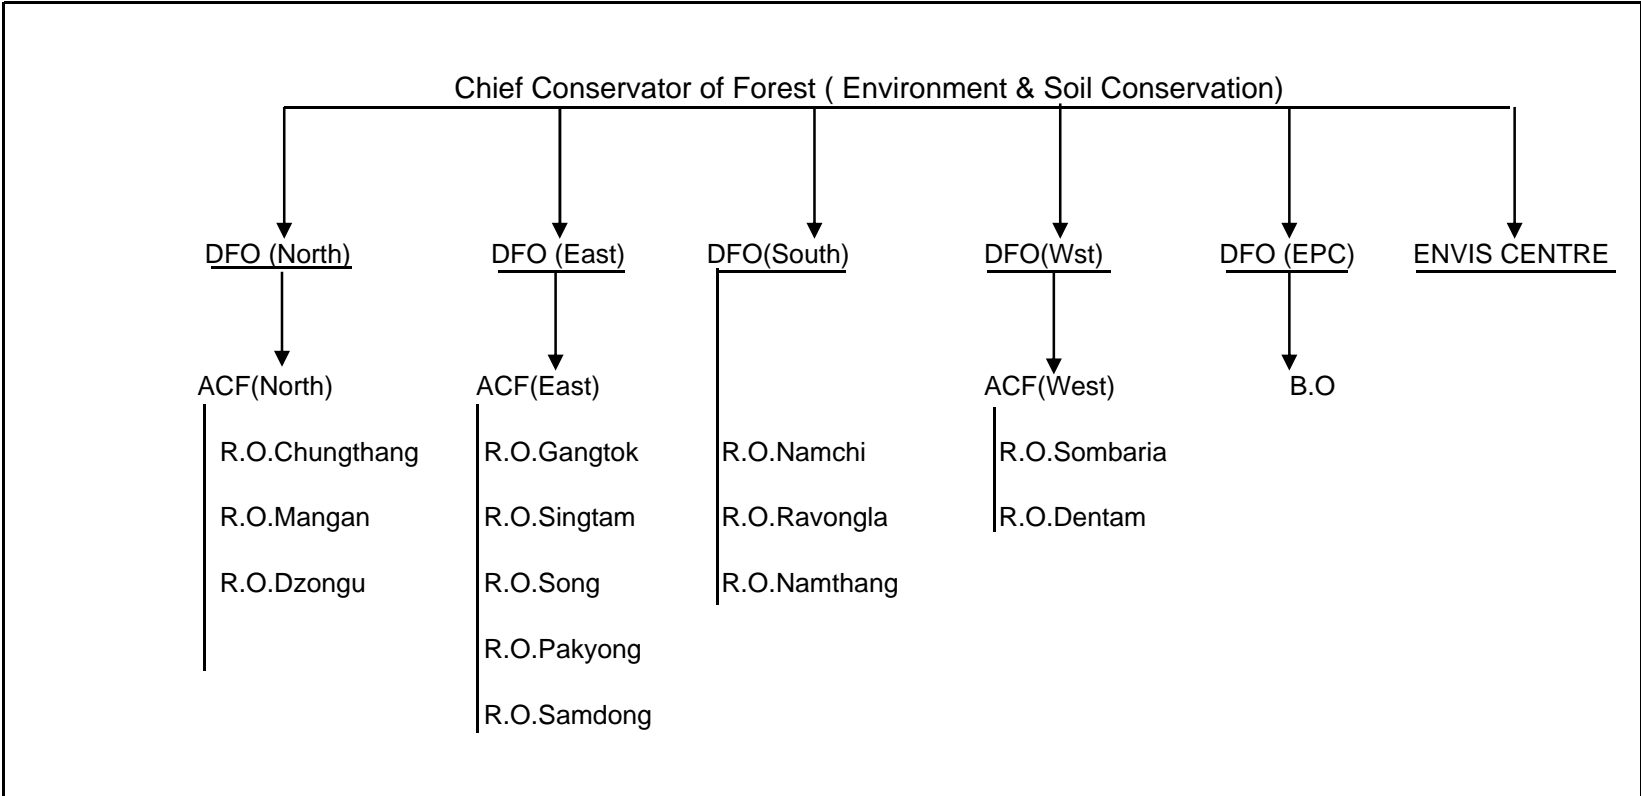 Chief Conservator of Forest ( Environment & Soil Conservation)
DFO (North) DFO (East) DFO(South) DFO(Wst) DFO (EPC) ENVIS CENTRE
ACF(North) ACF(East) ACF(West) B.O
R.O.Chungthang R.O.Gangtok R.O.Namchi R.O.Sombaria
R.O.Mangan R.O.Singtam R.O.Ravongla R.O.Dentam
R.O.Dzongu R.O.Song R.O.Namthang
R.O.Pakyong
R.O.Samdong